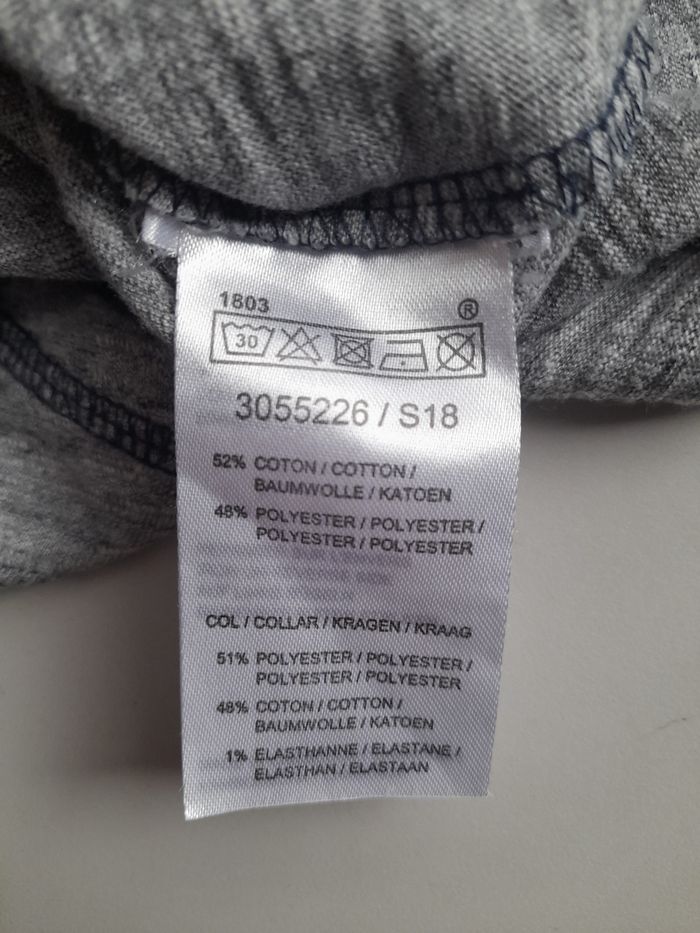 1803
®
30
3055226 / S18
52% COTON / COTTON /
BAUMWOLLE / KATOEN
48% POLYESTER / POLYESTER /
POLYESTER / POLYESTER
COL / COLLAR / KRAGEN / KRAAG
51% POLYESTER / POLYESTER /
POLYESTER / POLYESTER
48% COTON / COTTON /
BAUMWOLLE / KATOEN
1% ELASTHANNE / ELASTANE /
ELASTHAN / ELASTAAN